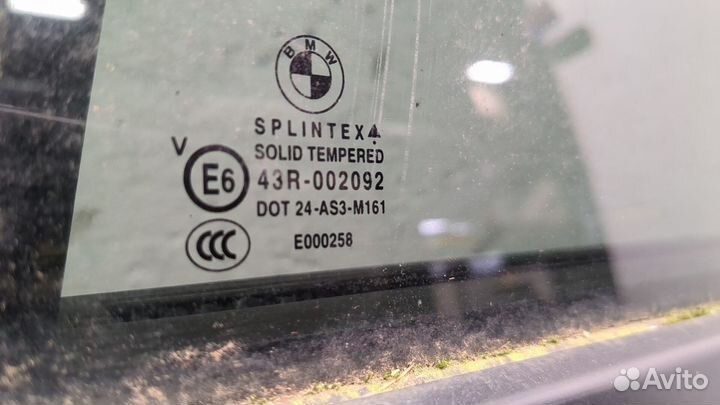 BMW
SPLINTEX
SOLID TEMPERED
V
E6
43R-002092
DOT 24-AS3-M161
CCC
E000258
Avito